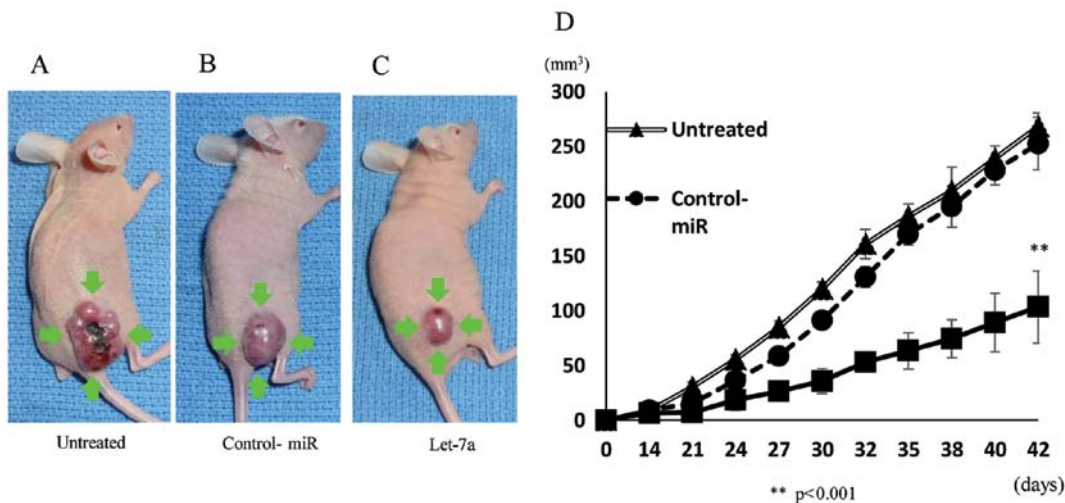 A
Untreated
B
Control- miR
C
Let-7a
D
(mm³)
300
250
200
150
100
50
0
Untreated
Control-
miR
**
0 14 21 24 27 30 32 35 38 40 42
(days)
** p<0.001